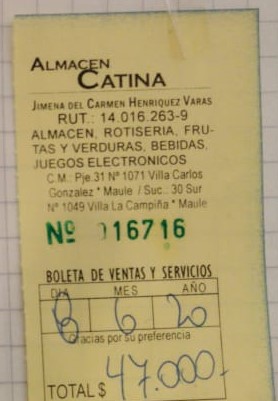 ALMACEN
CATINA
JIMENA DEL CARMEN HENRIQUEZ VARAS
RUT.: 14.016.263-9
ALMACEN, ROTISERIA, FRU-
TAS Y VERDURAS, BEBIDAS,
JUEGOS ELECTRONICOS
C.M.: Pje.31 Nº 1071 Villa Carlos
Gonzalez * Maule / Suc.: 30 Sur
Nº 1049 Villa La Campiña * Maule
Nº 016716
BOLETA DE VENTAS Y SERVICIOS
DIA MES AÑO
6 20
Gracias por su preferencia
TOTAL $ 47.000.-